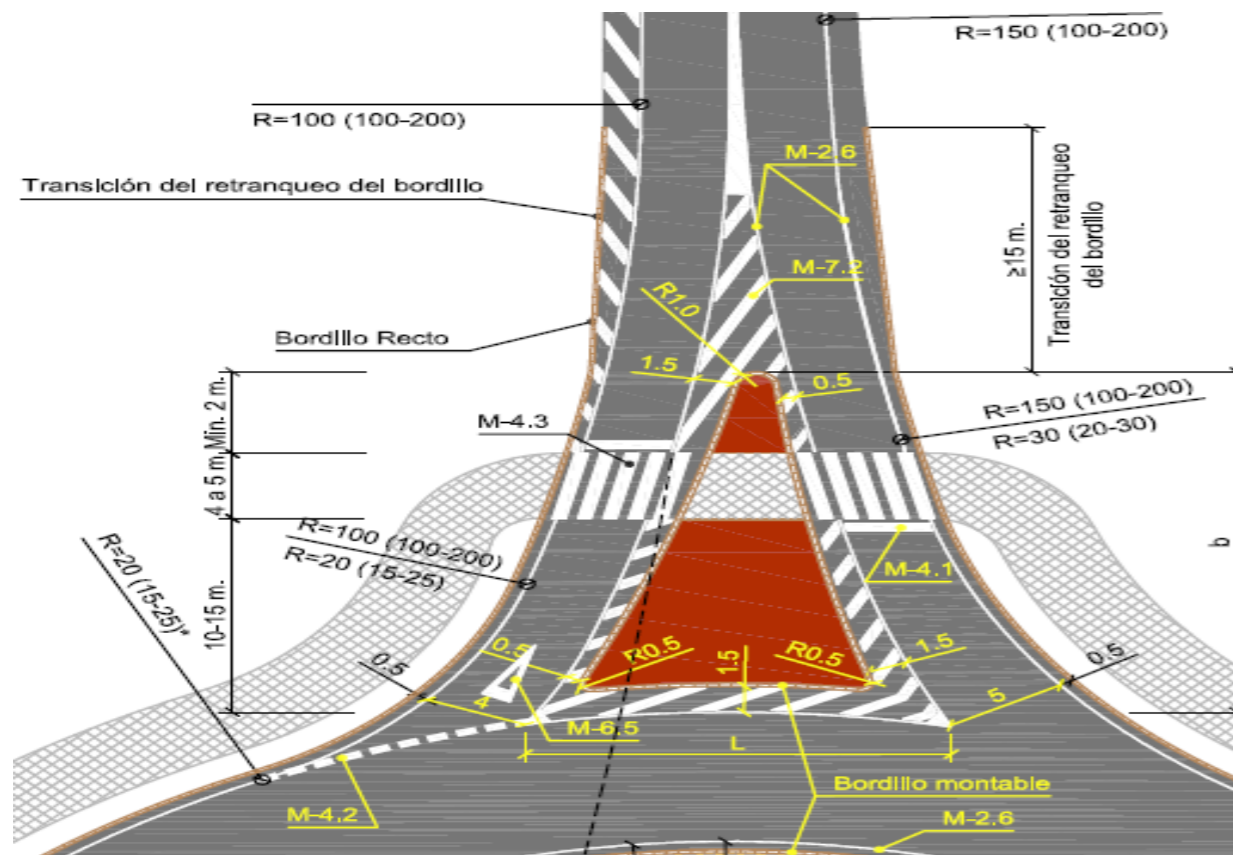 R=150 (100-200)
R=100 (100-200)
M-2.6
Transición del retranqueo del bordillo
≥15 m.
Transición del retranqueo
del bordillo
M-7.2
R1.0
Bordillo Recto
1.5
0.5
4 a 5 m.
Min. 2 m.
M-4.3
R=150 (100-200)
R=30 (20-30)
R=100 (100-200)
R=20 (15-25)
R=20 (15-25)*
10-15 m.
M-4.1
b
0.5
0.5
R0.5
1.5
R0.5
1.5
0.5
4
5
M-6.5
L
Bordillo montable
M-4.2
M-2.6